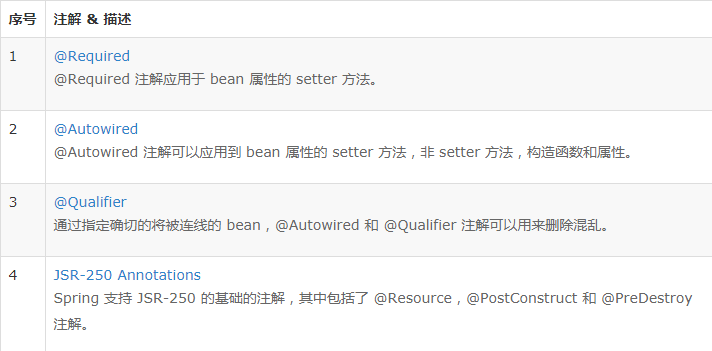 序号 注解 & 描述
1 @Required
@Required 注解应用于 bean 属性的 setter 方法。
2 @Autowired
@Autowired 注解可以应用到 bean 属性的 setter 方法，非 setter 方法，构造函数和属性。
3 @Qualifier
通过指定确切的将被连线的 bean，@Autowired 和 @Qualifier 注解可以用来删除混乱。
4 JSR-250 Annotations
Spring 支持 JSR-250 的基础的注解，其中包括了 @Resource，@PostConstruct 和 @PreDestroy
注解。